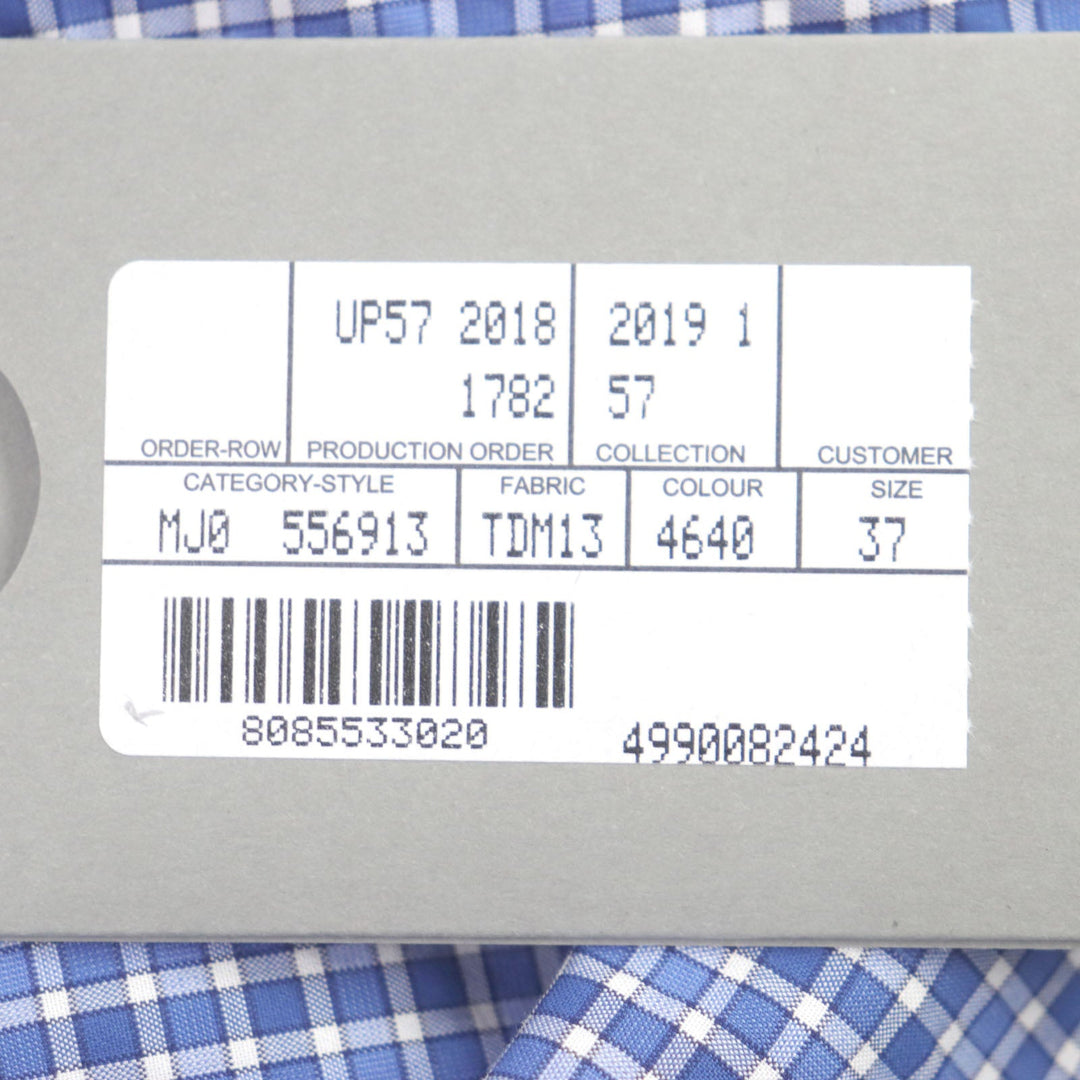 UP57 2018 2019 1
1782 57
ORDER-ROW PRODUCTION ORDER COLLECTION CUSTOMER
CATEGORY-STYLE FABRIC COLOUR SIZE
MJ0 556913 TDM13 4640 37
8085533020 4990082424